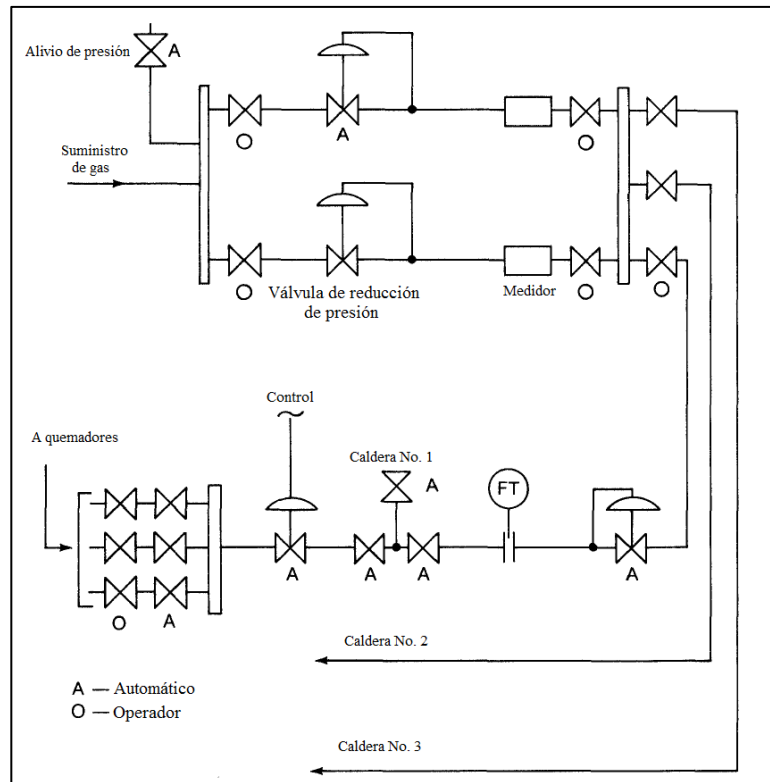 Alivio de presión
A
Suministro
de gas
O
A
O
O
Válvula de reducción
de presión
Medidor
O
O
Control
A quemadores
Caldera No. 1
A
FT
A
A
A
A
O
A
Caldera No. 2
A — Automático
O — Operador
Caldera No. 3